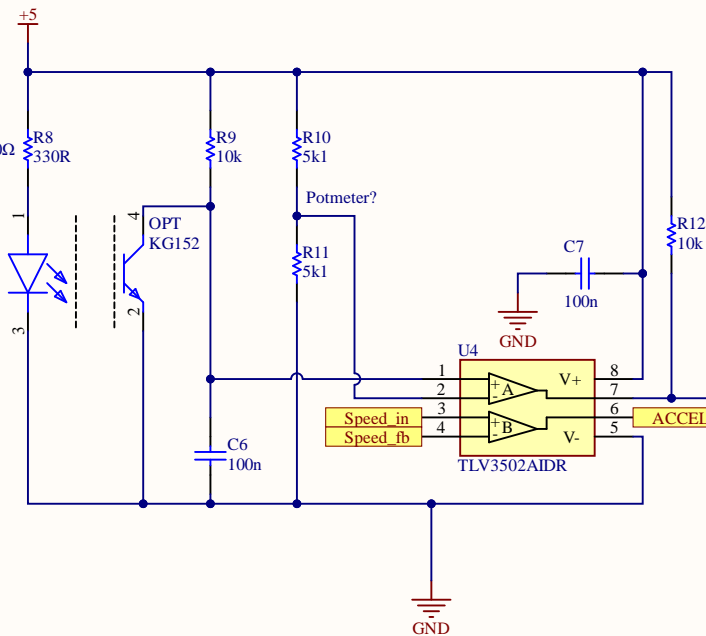 +5
0Ω
R8
330R
R9
10k
R10
5k1
Potmeter?
R12
10k
1
4
OPT
KG152
R11
5k1
C7
100n
2
3
GND
U4
1
+
A
V+
8
2
-
7
Speed_in
3
+
B
6
ACCEL
Speed_fb
4
-
V-
5
TLV3502AIDR
C6
100n
GND